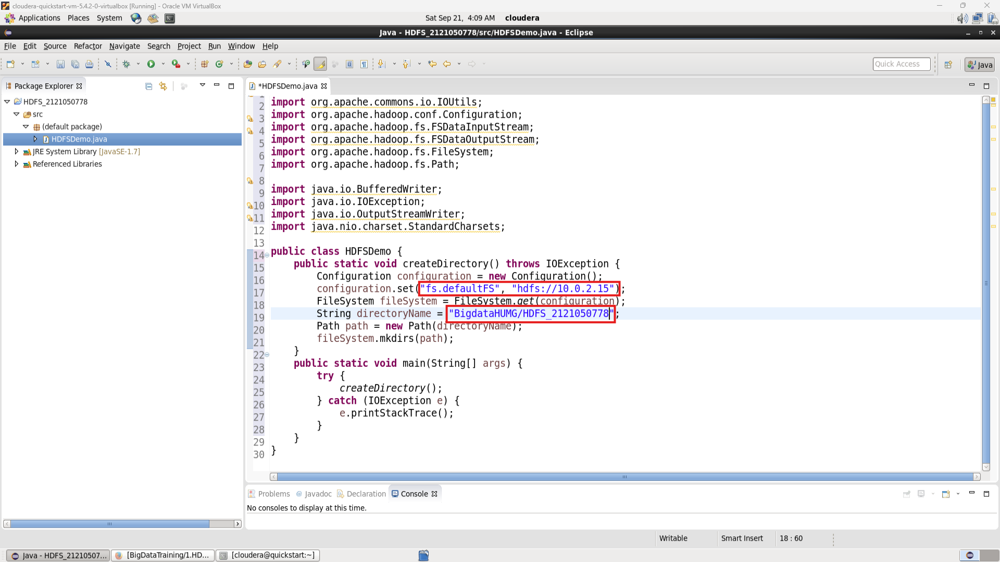 cloudera-quickstart-vm-5.4.2-0-virtualbox [Running] - Oracle VM VirtualBox
Applications Places System Sat Sep 21, 4:09 AM cloudera
Java - HDFS_2121050778/src/HDFSDemo.java - Eclipse
File Edit Source Refactor Navigate Search Project Run Window Help
Quick Access Java
Package Explorer
HDFS_2121050778
src
(default package)
HDFSDemo.java
JRE System Library [JavaSE-1.7]
Referenced Libraries
*HDFSDemo.java
1
2 import org.apache.commons.io.IOUtils;
3 import org.apache.hadoop.conf.Configuration;
4 import org.apache.hadoop.fs.FSDataInputStream;
5 import org.apache.hadoop.fs.FSDataOutputStream;
6 import org.apache.hadoop.fs.FileSystem;
7 import org.apache.hadoop.fs.Path;
8
9 import java.io.BufferedWriter;
10 import java.io.IOException;
11 import java.io.OutputStreamWriter;
12 import java.nio.charset.StandardCharsets;
13
14 public class HDFSDemo {
15 public static void createDirectory() throws IOException {
16 Configuration configuration = new Configuration();
17 configuration.set("fs.defaultFS", "hdfs://10.0.2.15");
18 FileSystem fileSystem = FileSystem.get(configuration);
19 String directoryName = "BigdataHUMG/HDFS_2121050778";
20 Path path = new Path(directoryName);
21 fileSystem.mkdirs(path);
22 }
23 public static void main(String[] args) {
24 try {
25 createDirectory();
26 } catch (IOException e) {
27 e.printStackTrace();
28 }
29 }
30 }
Problems @ Javadoc Declaration Console
No consoles to display at this time.
Writable Smart Insert 18 : 60
Java - HDFS_21210507... [BigDataTraining/1.HD... [cloudera@quickstart:~]